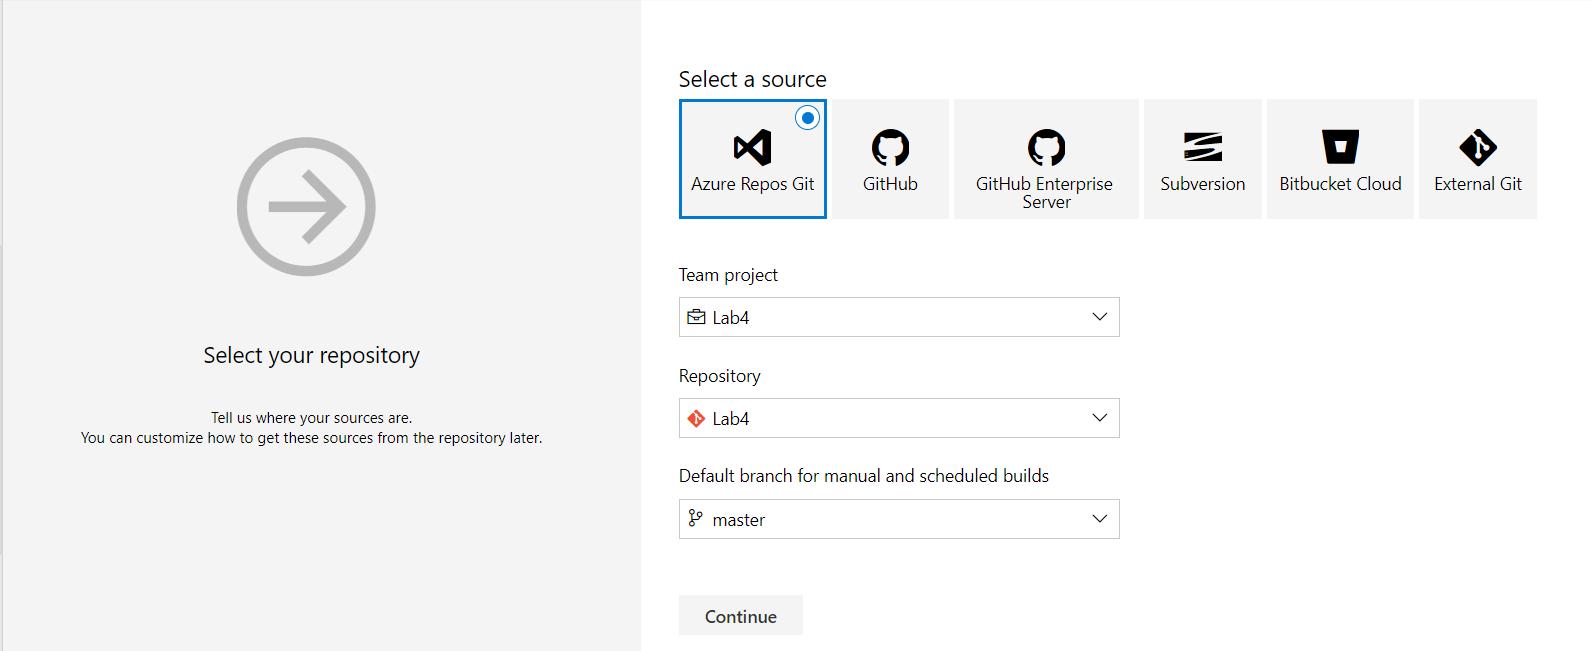 Select a source
Azure Repos Git
GitHub
GitHub Enterprise
Server
Subversion
Bitbucket Cloud
External Git
Select your repository
Tell us where your sources are.
You can customize how to get these sources from the repository later.
Team project
Lab4
Repository
Lab4
Default branch for manual and scheduled builds
master
Continue